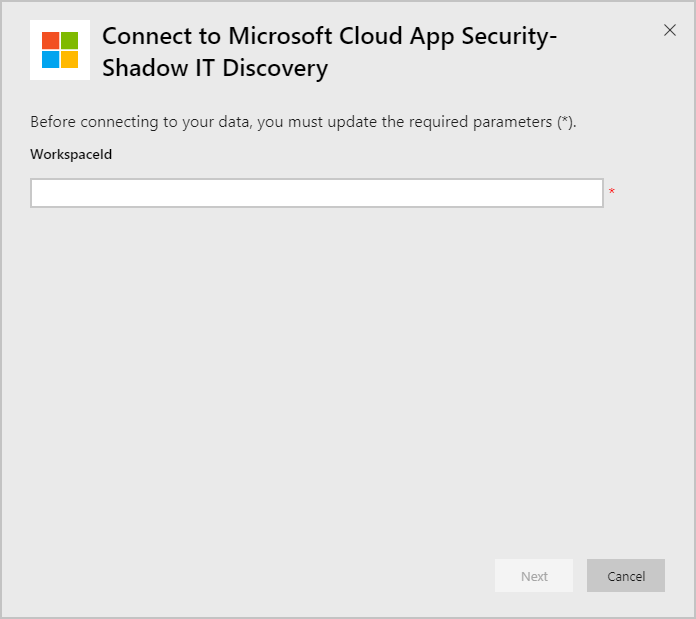 Connect to Microsoft Cloud App Security-
Shadow IT Discovery
Before connecting to your data, you must update the required parameters (*).
WorkspaceId
*
Next
Cancel